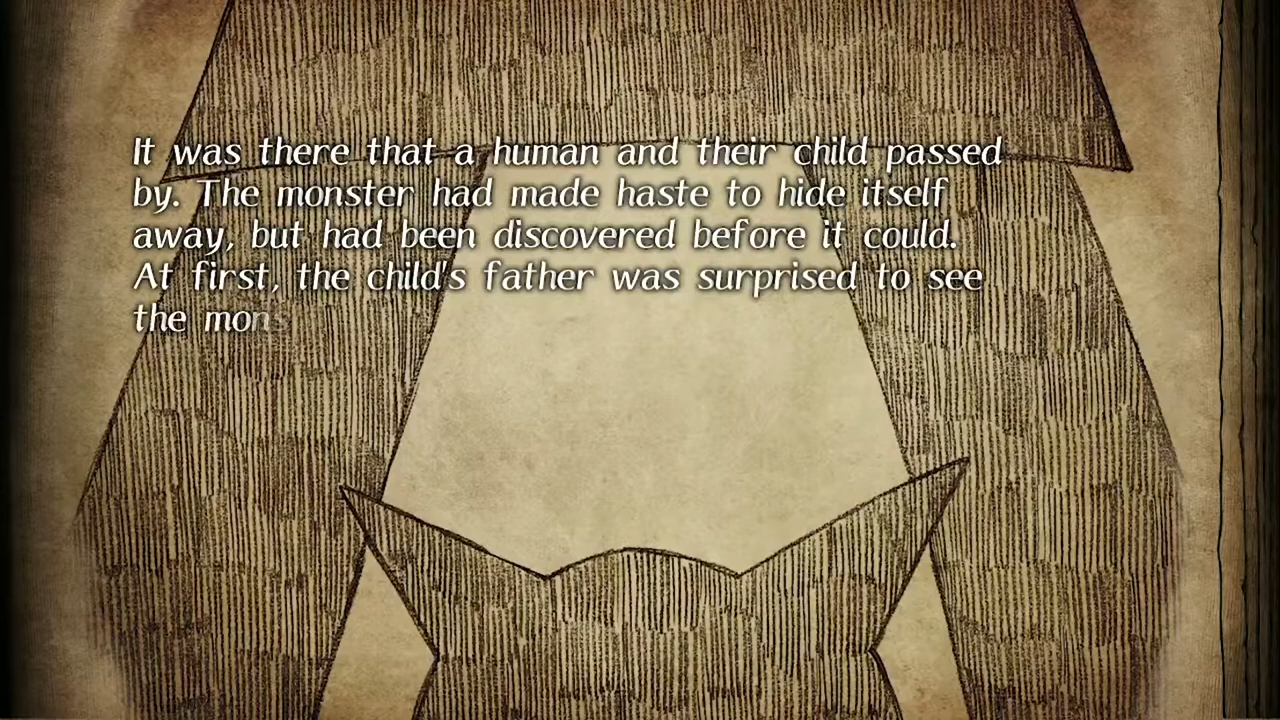 It was there that a human and their child passed
by. The monster had made haste to hide itself
away, but had been discovered before it could.
At first, the child's father was surprised to see
the mons